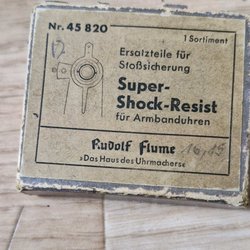 Nr. 45 820
1 Sortiment
Ersatzteile für
Stoßsicherung
Super-
Shock-Resist
für Armbanduhren
Rudolf Flume
»Das Haus des Uhrmachers«